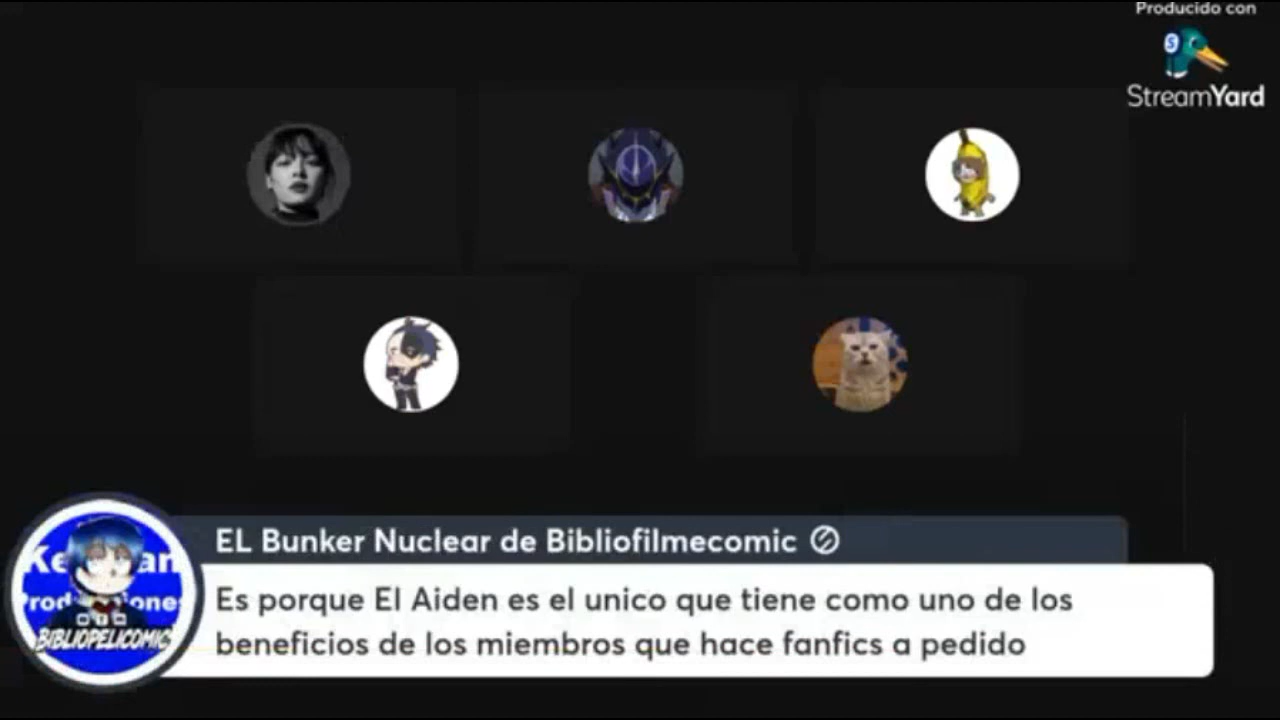 Producido con
StreamYard
EL Bunker Nuclear de Bibliofilmecomic
Es porque El Aiden es el unico que tiene como uno de los
beneficios de los miembros que hace fanfics a pedido
BIBLIOPELICOMIC